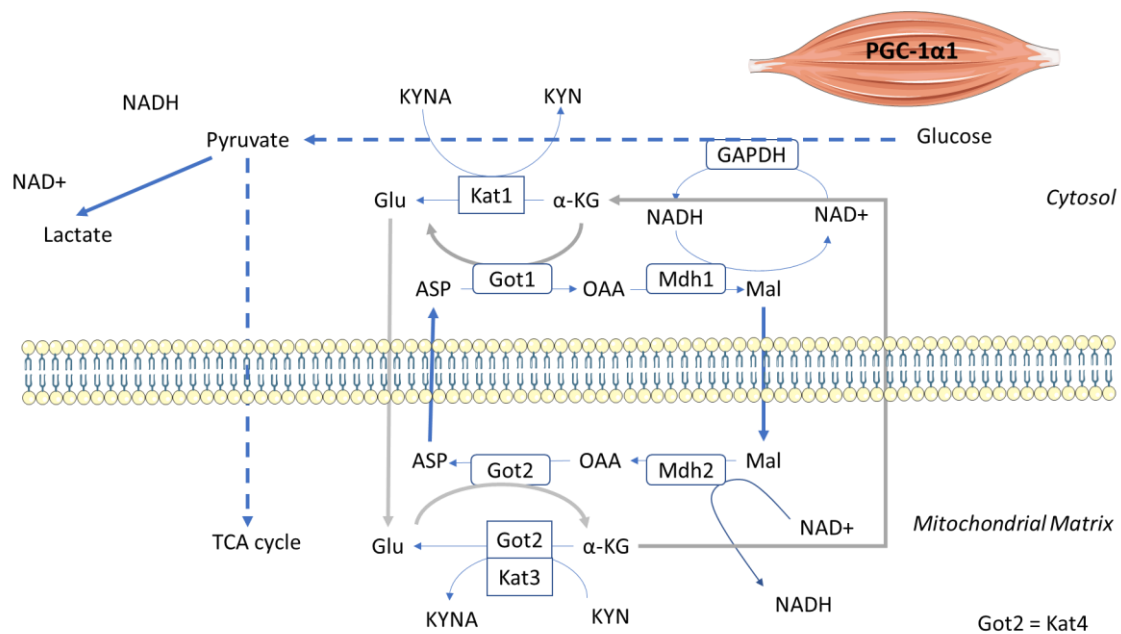 PGC-1α1
NADH
KYNA
KYN
Pyruvate
Glucose
GAPDH
NAD+
Lactate
Glu
Kat1
α-KG
NADH
NAD+
Cytosol
ASP
Got1
OAA
Mdh1
Mal
ASP
Got2
OAA
Mdh2
Mal
NAD+
Mitochondrial Matrix
TCA cycle
Glu
Got2
α-KG
Kat3
KYNA
KYN
NADH
Got2 = Kat4